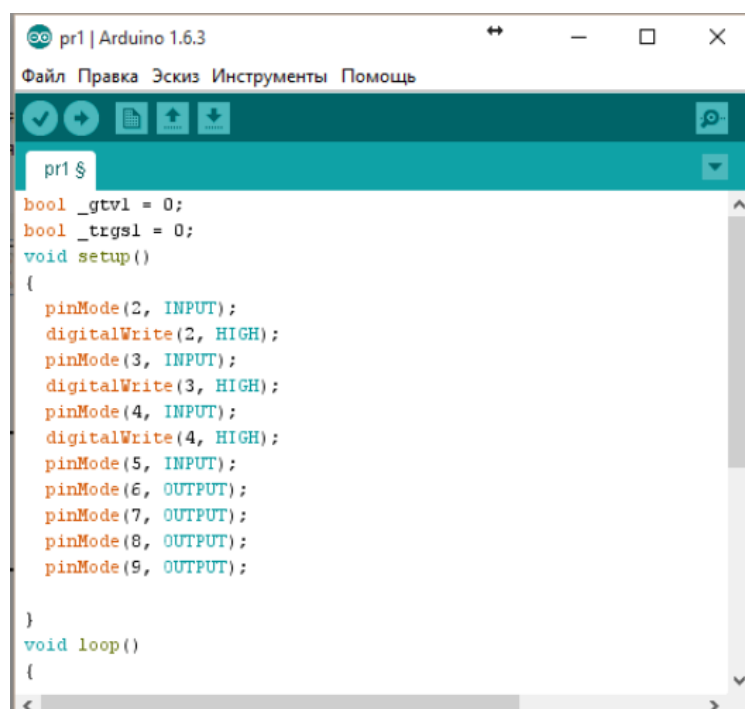 pr1 | Arduino 1.6.3
Файл Правка Эскиз Инструменты Помощь
pr1 §
bool _gtv1 = 0;
bool _trgs1 = 0;
void setup()
{
pinMode(2, INPUT);
digitalWrite(2, HIGH);
pinMode(3, INPUT);
digitalWrite(3, HIGH);
pinMode(4, INPUT);
digitalWrite(4, HIGH);
pinMode(5, INPUT);
pinMode(6, OUTPUT);
pinMode(7, OUTPUT);
pinMode(8, OUTPUT);
pinMode(9, OUTPUT);
}
void loop()
{